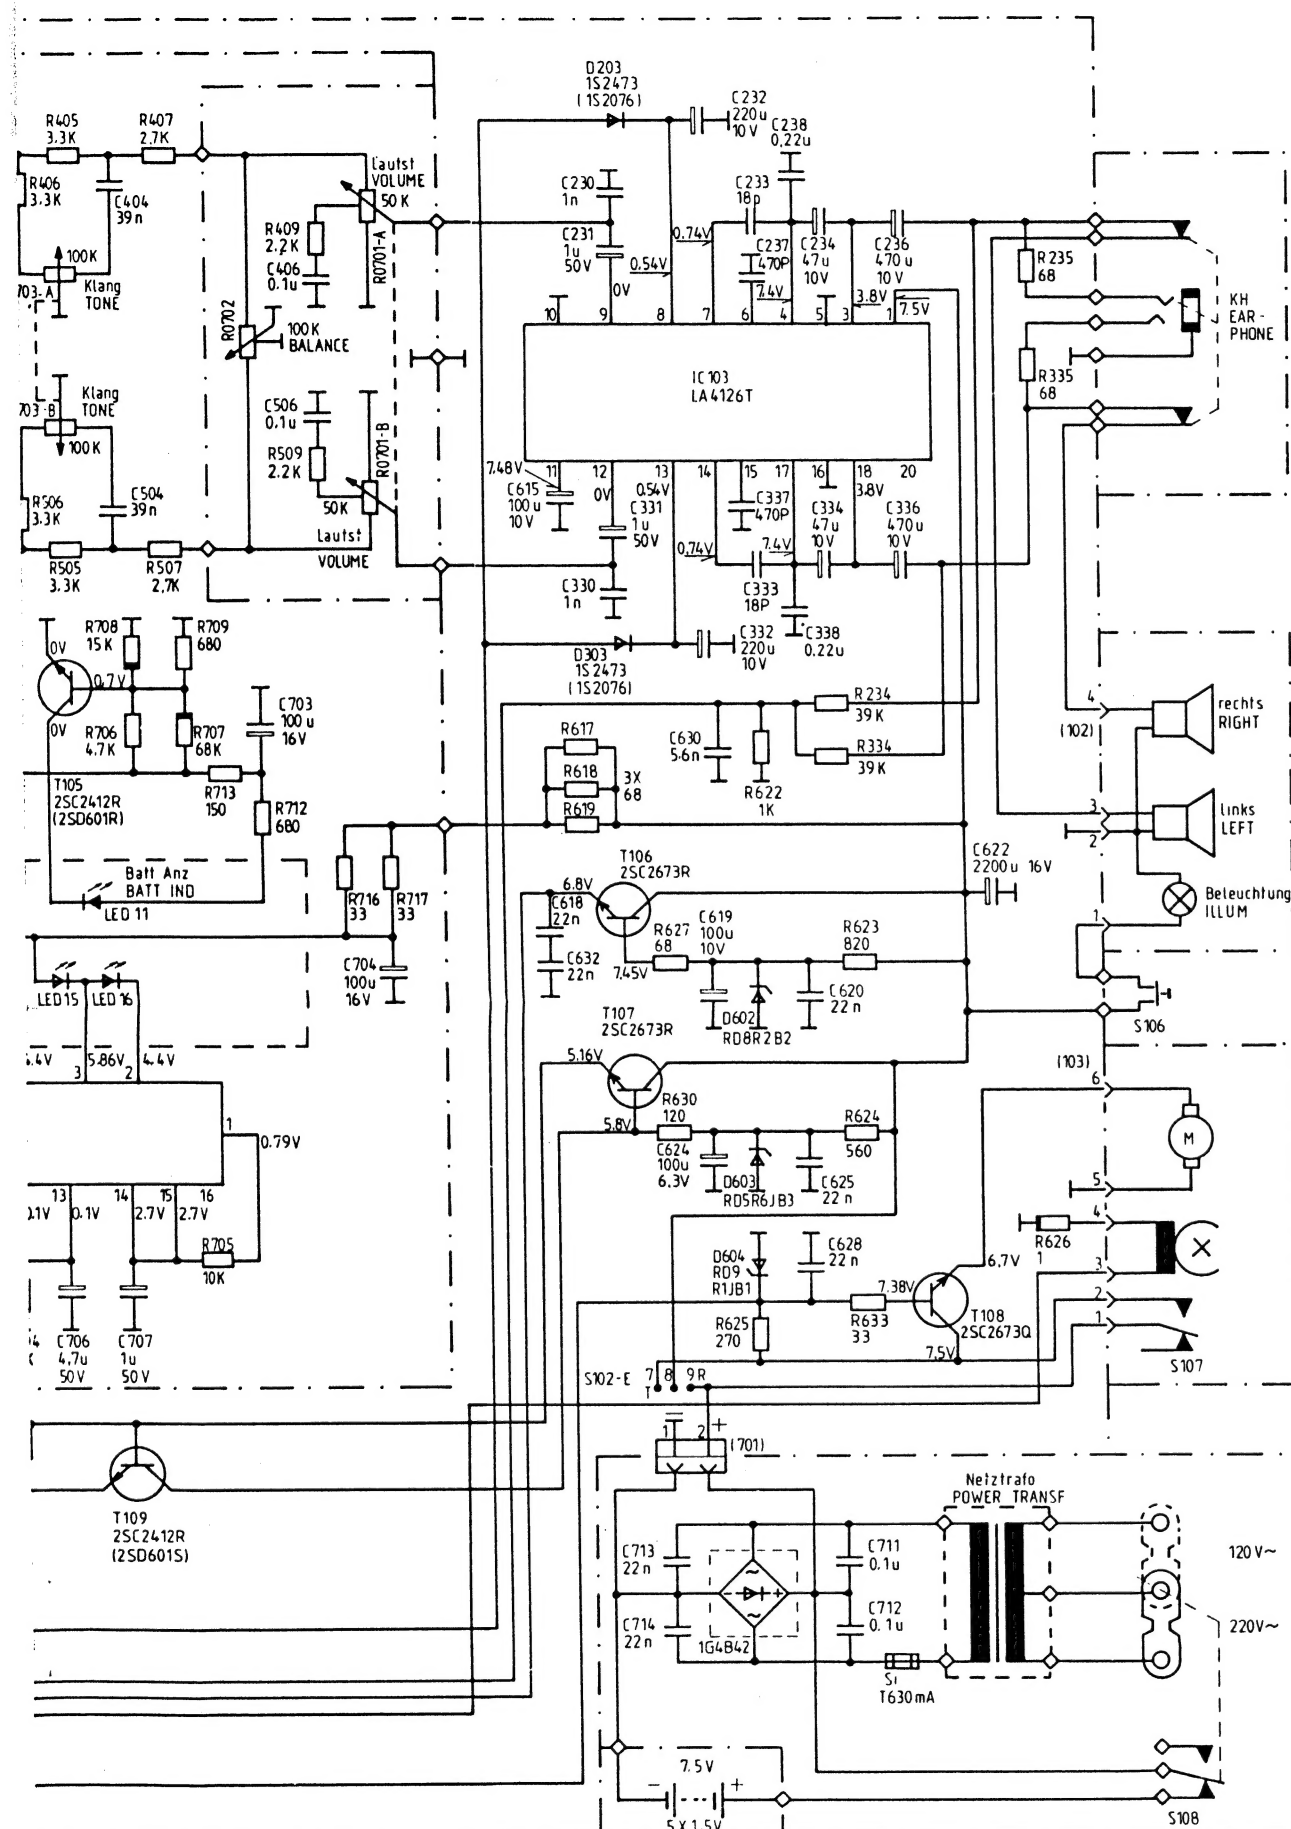 D203
1S2473
(1S2076)
C232
220u
10V
C238
0,22u
R405
3.3K
R407
2.7K
R406
3.3K
C404
39n
100K
Klang
TONE
703-A
Lautst
VOLUME
50K
R409
2.2K
C406
0.1u
R0701-A
R0702
100K
BALANCE
C230
1n
C231
1u
50V
0V
0.54V
0.74V
C233
18p
C237
470P
7.4V
C234
47u
10V
3.8V
C236
470u
10V
7.5V
R235
68
KH
EAR-
PHONE
R335
68
10
9
8
7
6
4
5
3
1
IC103
LA4126T
11
12
13
14
15
17
16
18
20
Klang
TONE
703-B
100K
C506
0.1u
R509
2.2K
R0701-B
50K
Lautst
VOLUME
R506
3.3K
C504
39n
R505
3.3K
R507
2,7K
7.48V
C615
100u
10V
0V
0.54V
C331
1u
50V
C337
470P
0,74V
7.4V
C334
47u
10V
3.8V
C336
470u
10V
C330
1n
C333
18P
C338
0.22u
D303
1S2473
(1S2076)
C332
220u
10V
R708
15K
R709
680
0V
0.7V
0V
R706
4.7K
R707
68K
C703
100u
16V
T105
2SC2412R
(2SD601R)
R713
150
R712
680
Batt Anz
BATT IND
LED 11
R617
R618
R619
3X
68
C630
5.6n
R622
1K
R234
39K
R334
39K
4
(102)
rechts
RIGHT
3
2
links
LEFT
1
Beleuchtung
ILLUM
R716
33
R717
33
C704
100u
16V
LED15
LED 16
T106
2SC2673R
6.8V
C618
22n
C632
22n
7.45V
R627
68
C619
100u
10V
R623
820
C622
2200u 16V
D602
RD8R2B2
C620
22n
S106
T107
2SC2673R
5.16V
5.8V
R630
120
C624
100u
6.3V
D603
RD5R6JB3
C625
22n
R624
560
(103)
6
M
5
4
R626
1
3
2
1
S107
5.86V
4.4V
3
2
1
0.79V
13
14
15
16
0.1V
2.7V
2.7V
R705
10K
C706
4.7u
50V
C707
1u
50V
D604
RD9
R1JB1
C628
22n
R625
270
R633
33
7.38V
6.7V
T108
2SC2673Q
7.5V
S102-E
7
8
9
R
T
1
2
+
(701)
T109
2SC2412R
(2SD601S)
Netztrafo
POWER TRANSF
C713
22n
C714
22n
C711
0.1u
C712
0.1u
~
-
+
~
1G4B42
Si
T630mA
120V~
220V~
7.5V
-
+
5X1.5V
S108